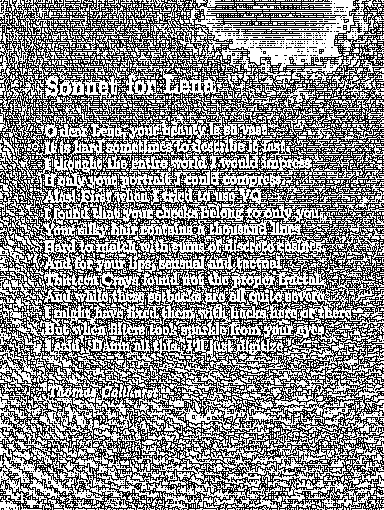 Sonnet for Lena
O dear Lena, your beauty is so vast
It is hard sometimes to describe it fast.
I thought the entire world I would impress
If only your portrait I could compress.
Alas! First when I tried to use VQ
I found that your cheeks belong to only you.
Your silky hair contains a thousand lines
Hard to match with sums of discrete cosines.
And for your lips, sensual and tactual
Thirteen Crays found not the proper fractal.
And while these setbacks are all quite severe
I might have fixed them with hacks here or there
But when filters took sparkle from your eyes
I said, "Damn all this. I'll just digitize."
Thomas Colthurst